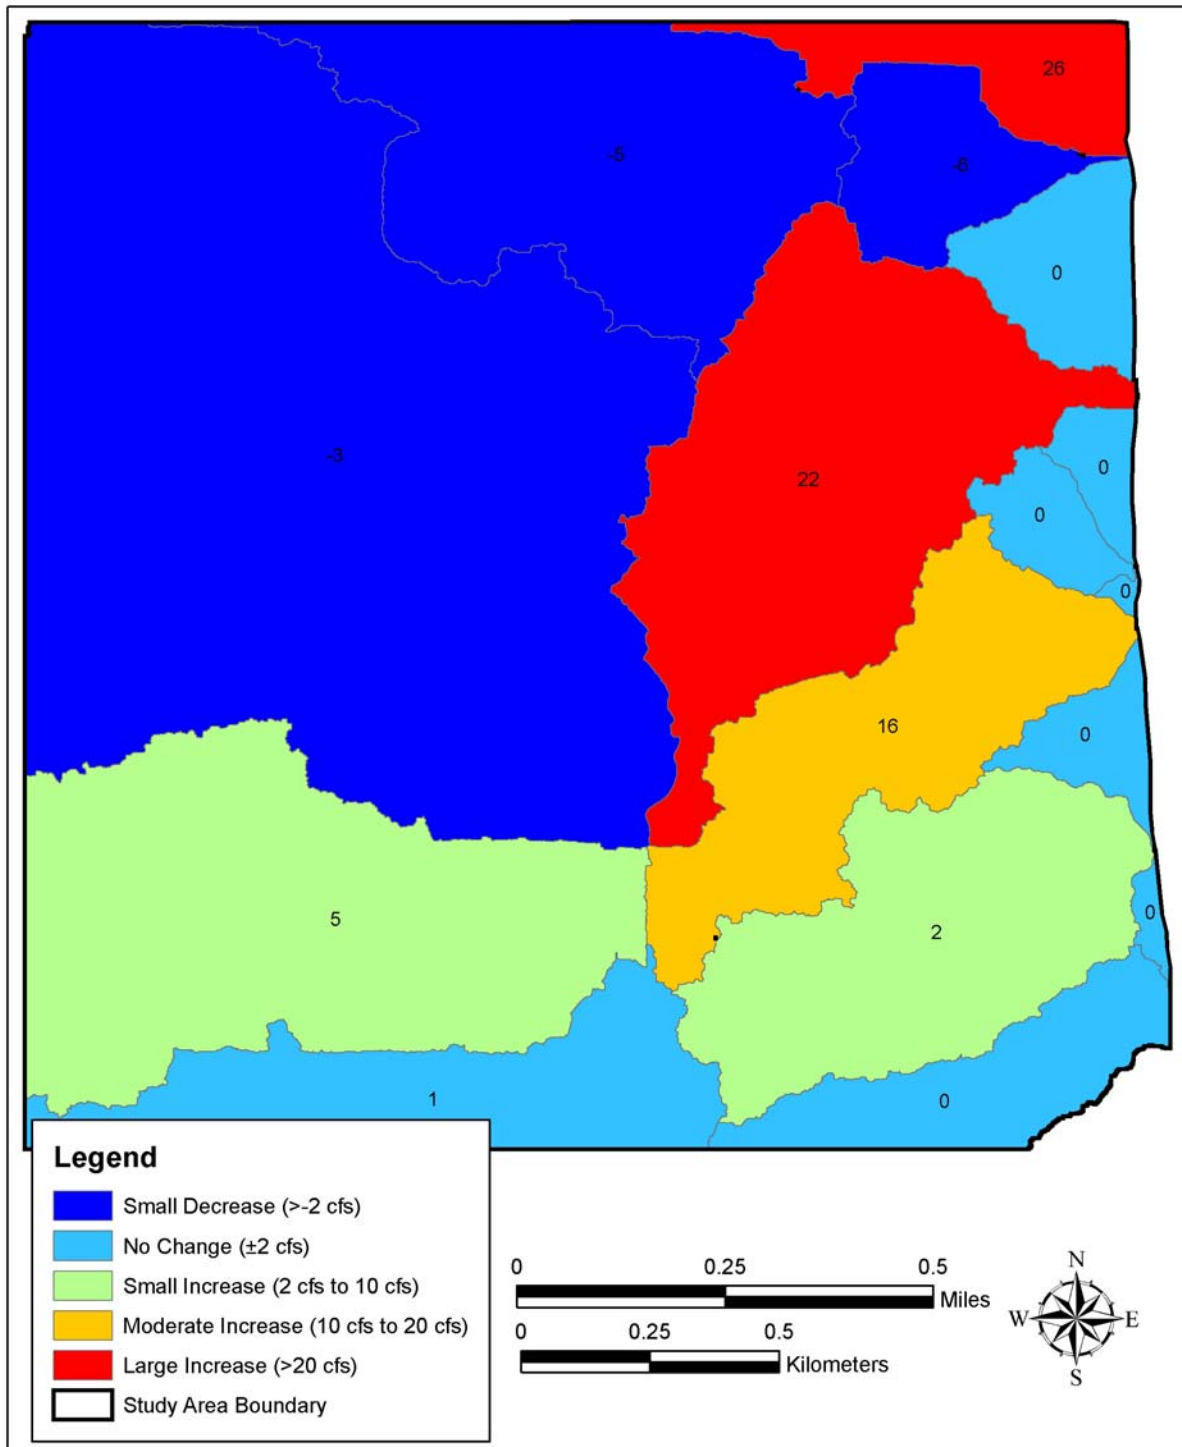 26
-5
-6
0
-3
22
0
0
0
16
0
5
2
0
1
0
Legend
Small Decrease (>-2 cfs)
No Change (±2 cfs)
Small Increase (2 cfs to 10 cfs)
Moderate Increase (10 cfs to 20 cfs)
Large Increase (>20 cfs)
Study Area Boundary
0 0.25 0.5
Miles
0 0.25 0.5
Kilometers
N
W E
S